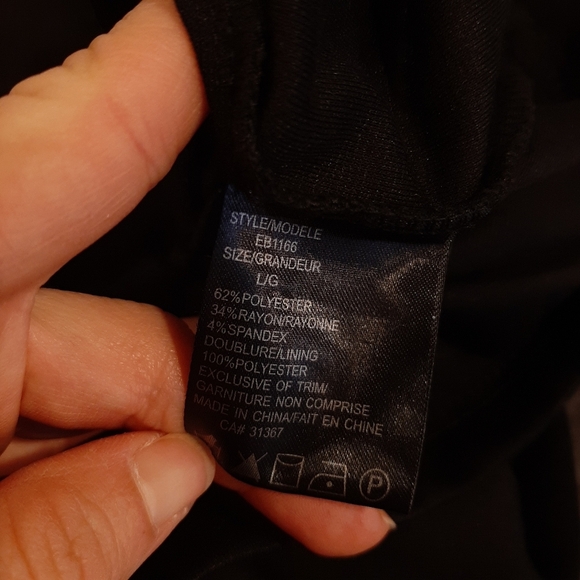 STYLE/MODELE
EB1166
SIZE/GRANDEUR
L/G
62%POLYESTER
34%RAYON/RAYONNE
4%SPANDEX
DOUBLURE/LINING
100%POLYESTER
EXCLUSIVE OF TRIM/
GARNITURE NON COMPRISE
MADE IN CHINA/FAIT EN CHINE
CA# 31367
P